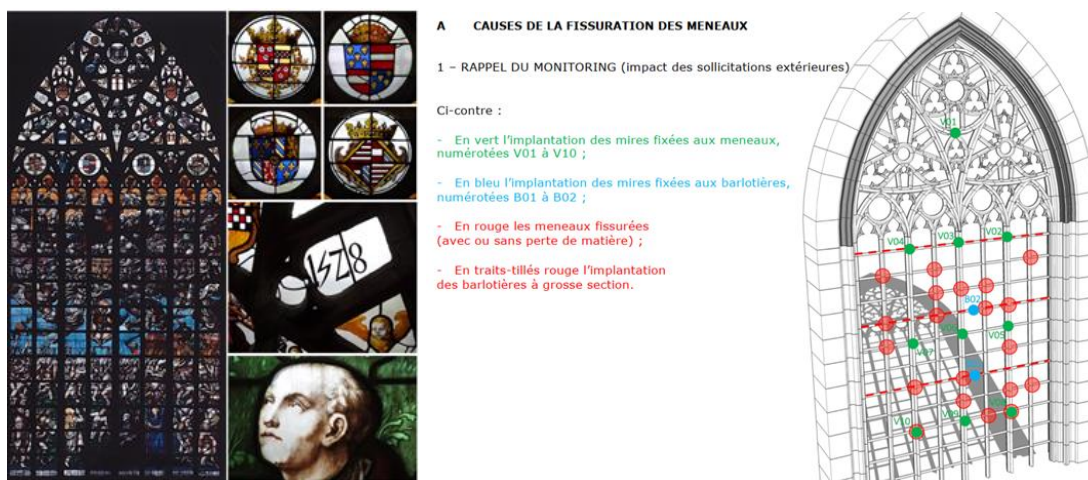 1528
A CAUSES DE LA FISSURATION DES MENEAUX
1 – RAPPEL DU MONITORING (impact des sollicitations extérieures)
Ci-contre :
- En vert l’implantation des mires fixées aux meneaux,
numérotées V01 à V10 ;
- En bleu l’implantation des mires fixées aux barlotières,
numérotées B01 à B02 ;
- En rouge les meneaux fissurées
(avec ou sans perte de matière) ;
- En traits-tillés rouge l’implantation
des barlotières à grosse section.
V01
V02
V03
V04
B02
V05
V07
V09
V10